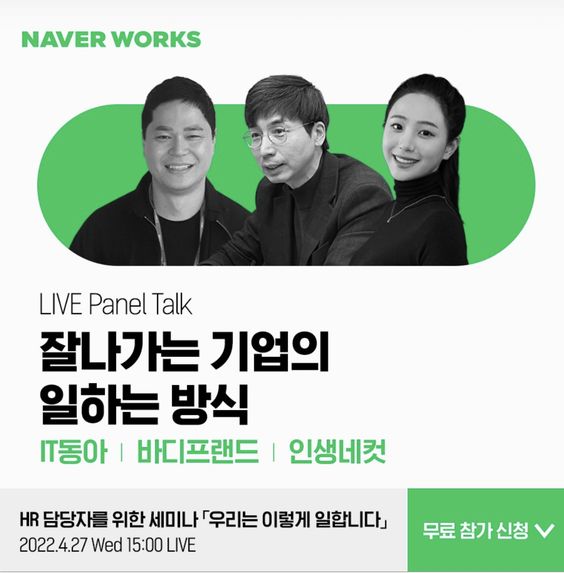 NAVER WORKS
LIVE Panel Talk
잘나가는 기업의
일하는 방식
IT동아 | 바디프랜드 | 인생네컷
HR 담당자를 위한 세미나 「우리는 이렇게 일합니다」
2022.4.27 Wed 15:00 LIVE
무료 참가 신청